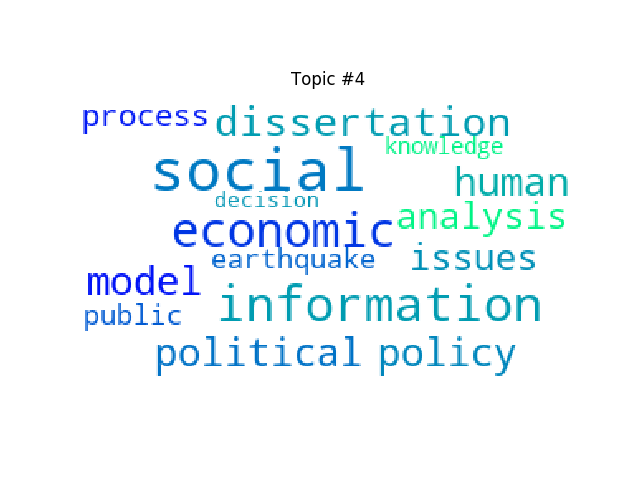 Topic #4
process dissertation
knowledge
social human
decision
economic analysis
earthquake issues
model
public information
political policy